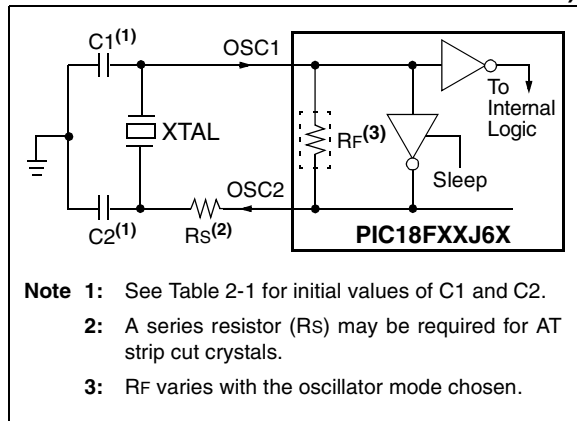 C1(1)
OSC1
To
Internal
Logic
XTAL
RF(3)
Sleep
OSC2
C2(1)
RS(2)
PIC18FXXJ6X
Note 1: See Table 2-1 for initial values of C1 and C2.
2: A series resistor (RS) may be required for AT
strip cut crystals.
3: RF varies with the oscillator mode chosen.